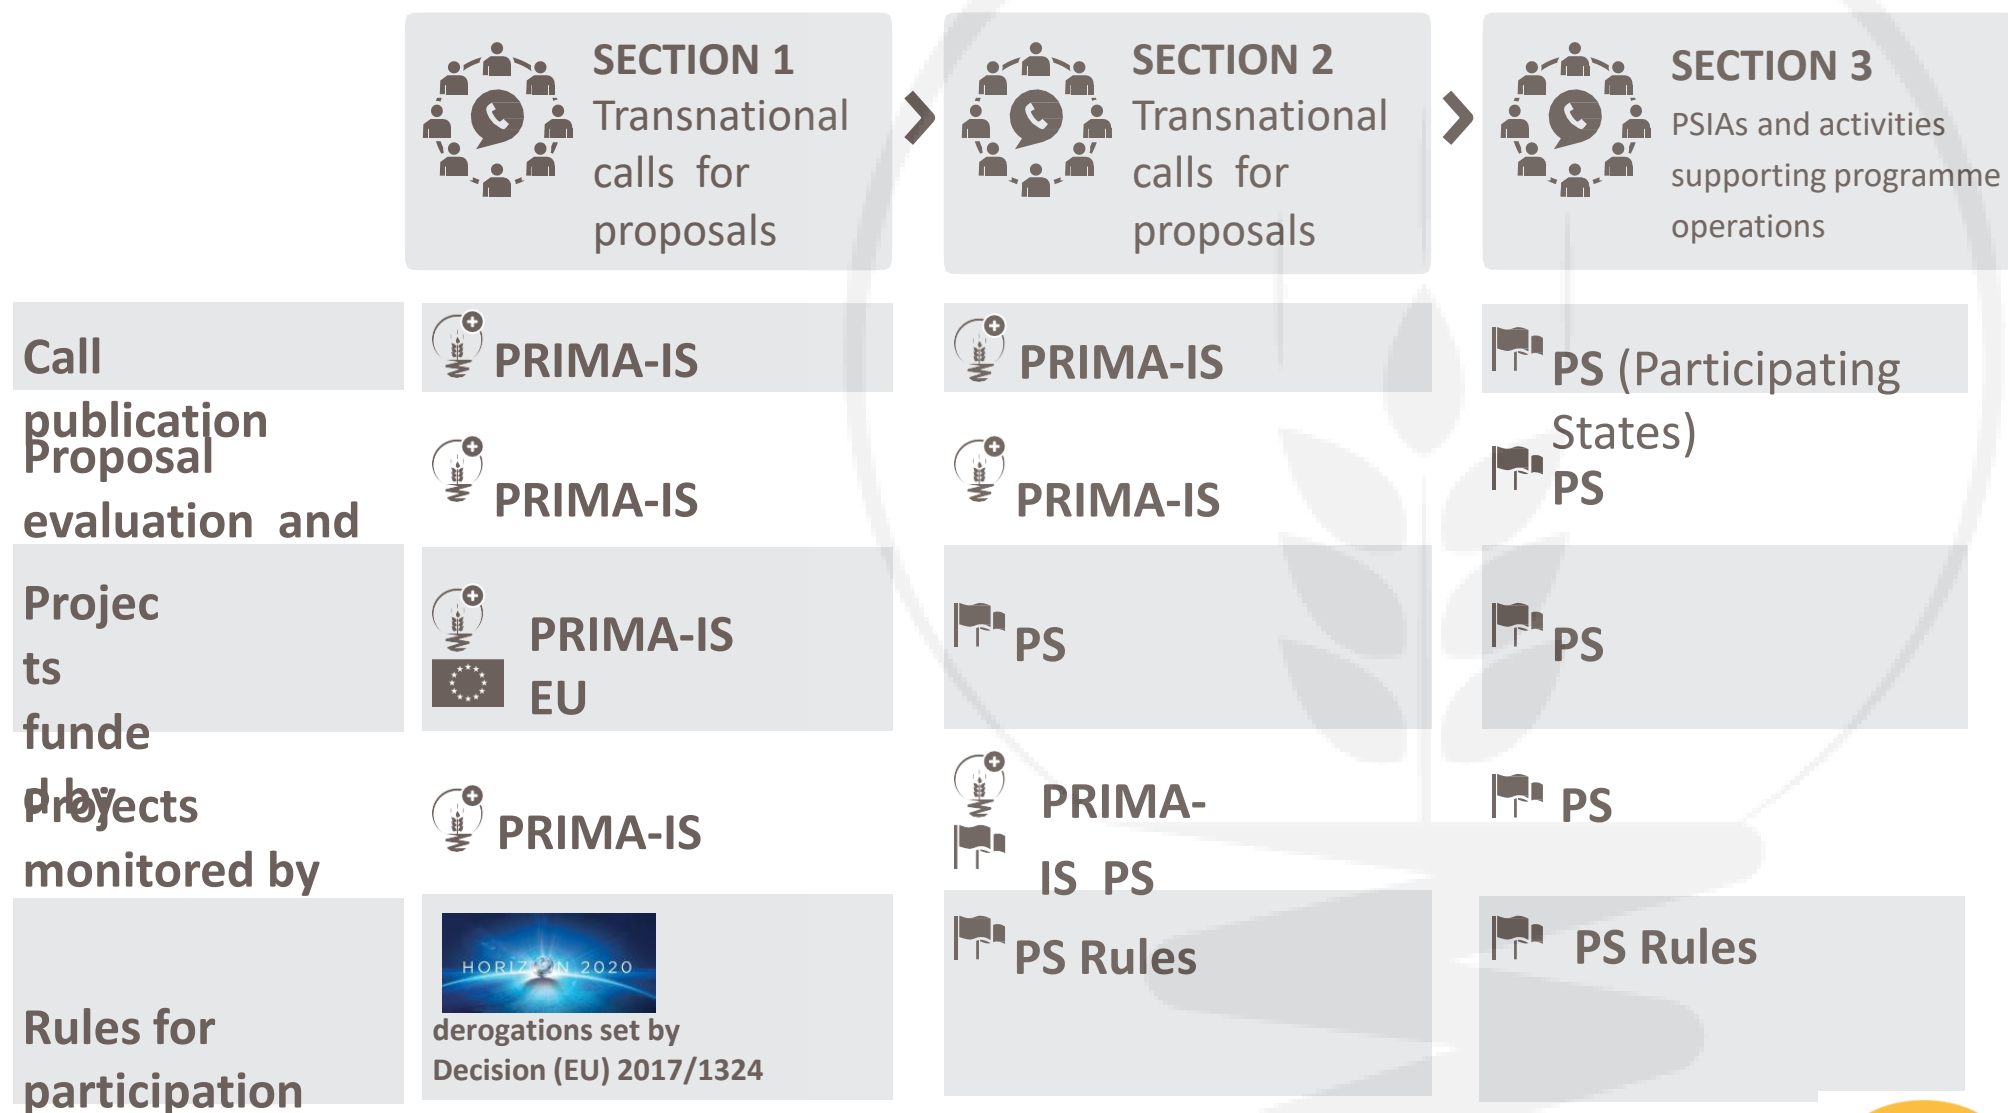 SECTION 1
Transnational
calls for
proposals
SECTION 2
Transnational
calls for
proposals
SECTION 3
PSIAs and activities
supporting programme
operations
Call
publication
PRIMA-IS
PRIMA-IS
PS (Participating
States)
Proposal
evaluation and
PRIMA-IS
PRIMA-IS
PS
Projec
ts
funde
d by
PRIMA-IS
EU
PS
PS
Projects
monitored by
PRIMA-IS
PRIMA-
IS PS
PS
Rules for
participation
HORIZON 2020
derogations set by
Decision (EU) 2017/1324
PS Rules
PS Rules